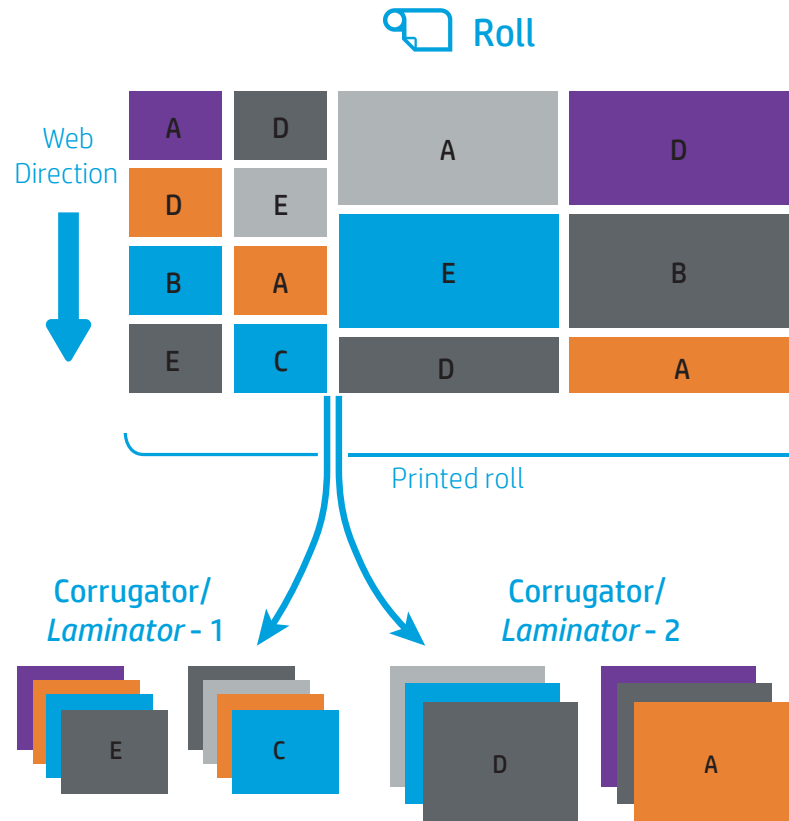 Roll
Web
Direction
A
D
A
D
D
E
B
A
E
B
E
C
D
A
Printed roll
Corrugator/
Laminator - 1
Corrugator/
Laminator - 2
E
C
D
A